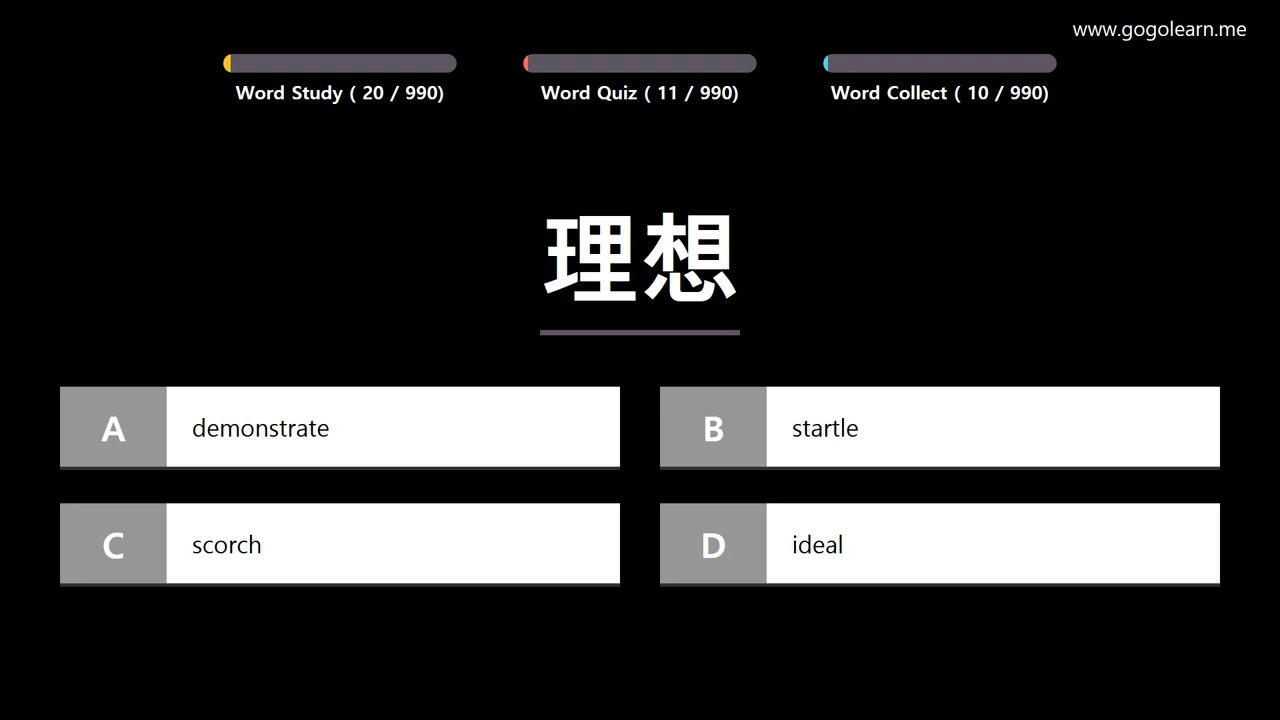 www.gogolearn.me
Word Study ( 20 / 990)
Word Quiz ( 11 / 990)
Word Collect ( 10 / 990)
理想
A demonstrate
B startle
C scorch
D ideal